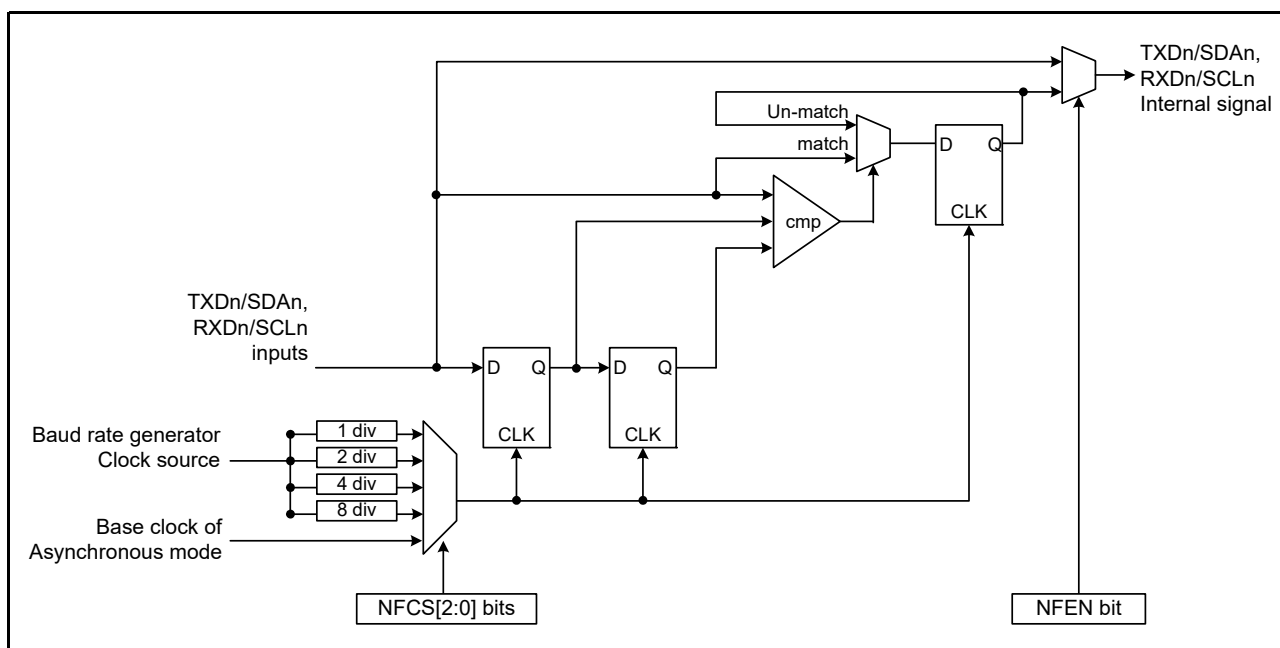 TXDn/SDAn,
RXDn/SCLn
Internal signal
Un-match
match
D
Q
CLK
cmp
TXDn/SDAn,
RXDn/SCLn
inputs
D
Q
CLK
D
Q
CLK
Baud rate generator
Clock source
1 div
2 div
4 div
8 div
Base clock of
Asynchronous mode
NFCS[2:0] bits
NFEN bit